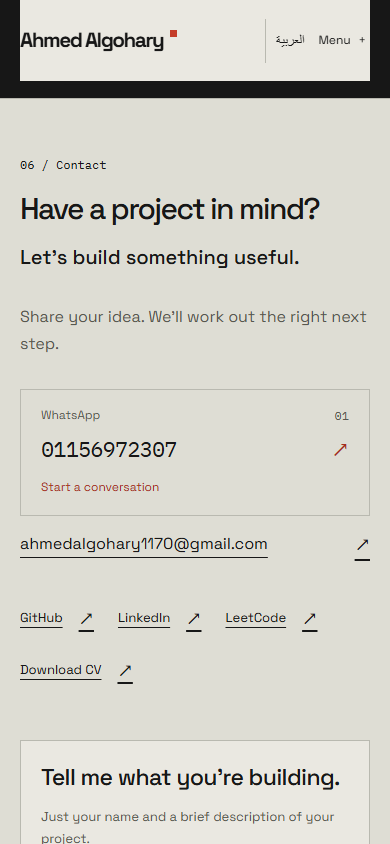 Ahmed Algohary
العربية
Menu +
06 / Contact
Have a project in mind?
Let's build something useful.
Share your idea. We'll work out the right next
step.
WhatsApp
01
01156972307
↗
Start a conversation
ahmedalgohary1170@gmail.com ↗
GitHub ↗ LinkedIn ↗ LeetCode ↗
Download CV ↗
Tell me what you're building.
Just your name and a brief description of your
project.